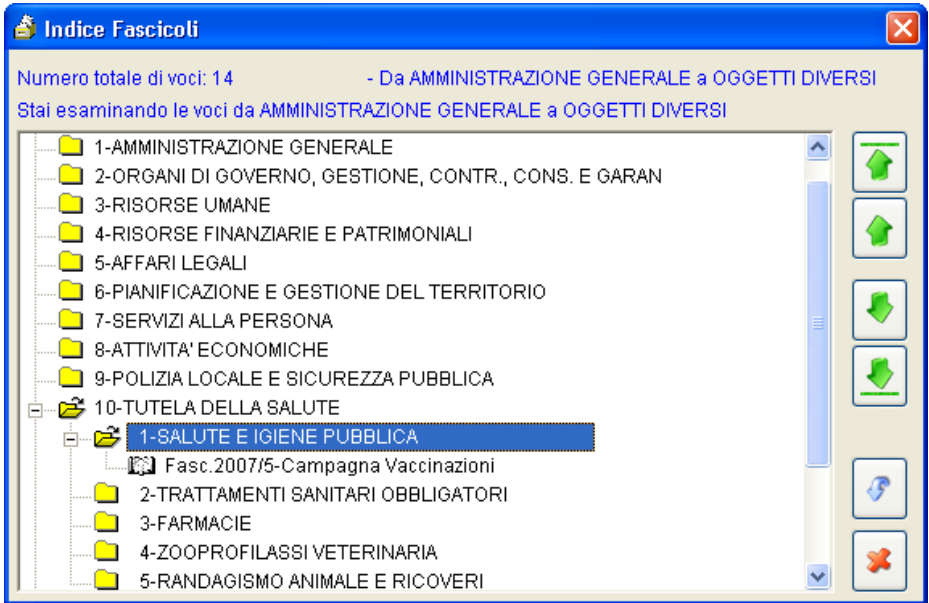 Indice Fascicoli
Numero totale di voci: 14 - Da AMMINISTRAZIONE GENERALE a OGGETTI DIVERSI
Stai esaminando le voci da AMMINISTRAZIONE GENERALE a OGGETTI DIVERSI
1-AMMINISTRAZIONE GENERALE
2-ORGANI DI GOVERNO, GESTIONE, CONTR., CONS. E GARAN
3-RISORSE UMANE
4-RISORSE FINANZIARIE E PATRIMONIALI
5-AFFARI LEGALI
6-PIANIFICAZIONE E GESTIONE DEL TERRITORIO
7-SERVIZI ALLA PERSONA
8-ATTIVITA' ECONOMICHE
9-POLIZIA LOCALE E SICUREZZA PUBBLICA
10-TUTELA DELLA SALUTE
1-SALUTE E IGIENE PUBBLICA
Fasc.2007/5-Campagna Vaccinazioni
2-TRATTAMENTI SANITARI OBBLIGATORI
3-FARMACIE
4-ZOOPROFILASSI VETERINARIA
5-RANDAGISMO ANIMALE E RICOVERI